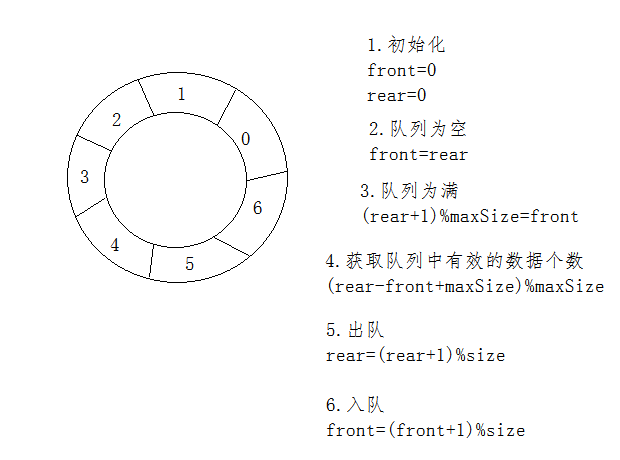 1
2
0
3
6
4
5
1.初始化
front=0
rear=0
2.队列为空
front=rear
3.队列为满
(rear+1)%maxSize=front
4.获取队列中有效的数据个数
(rear-front+maxSize)%maxSize
5.出队
rear=(rear+1)%size
6.入队
front=(front+1)%size